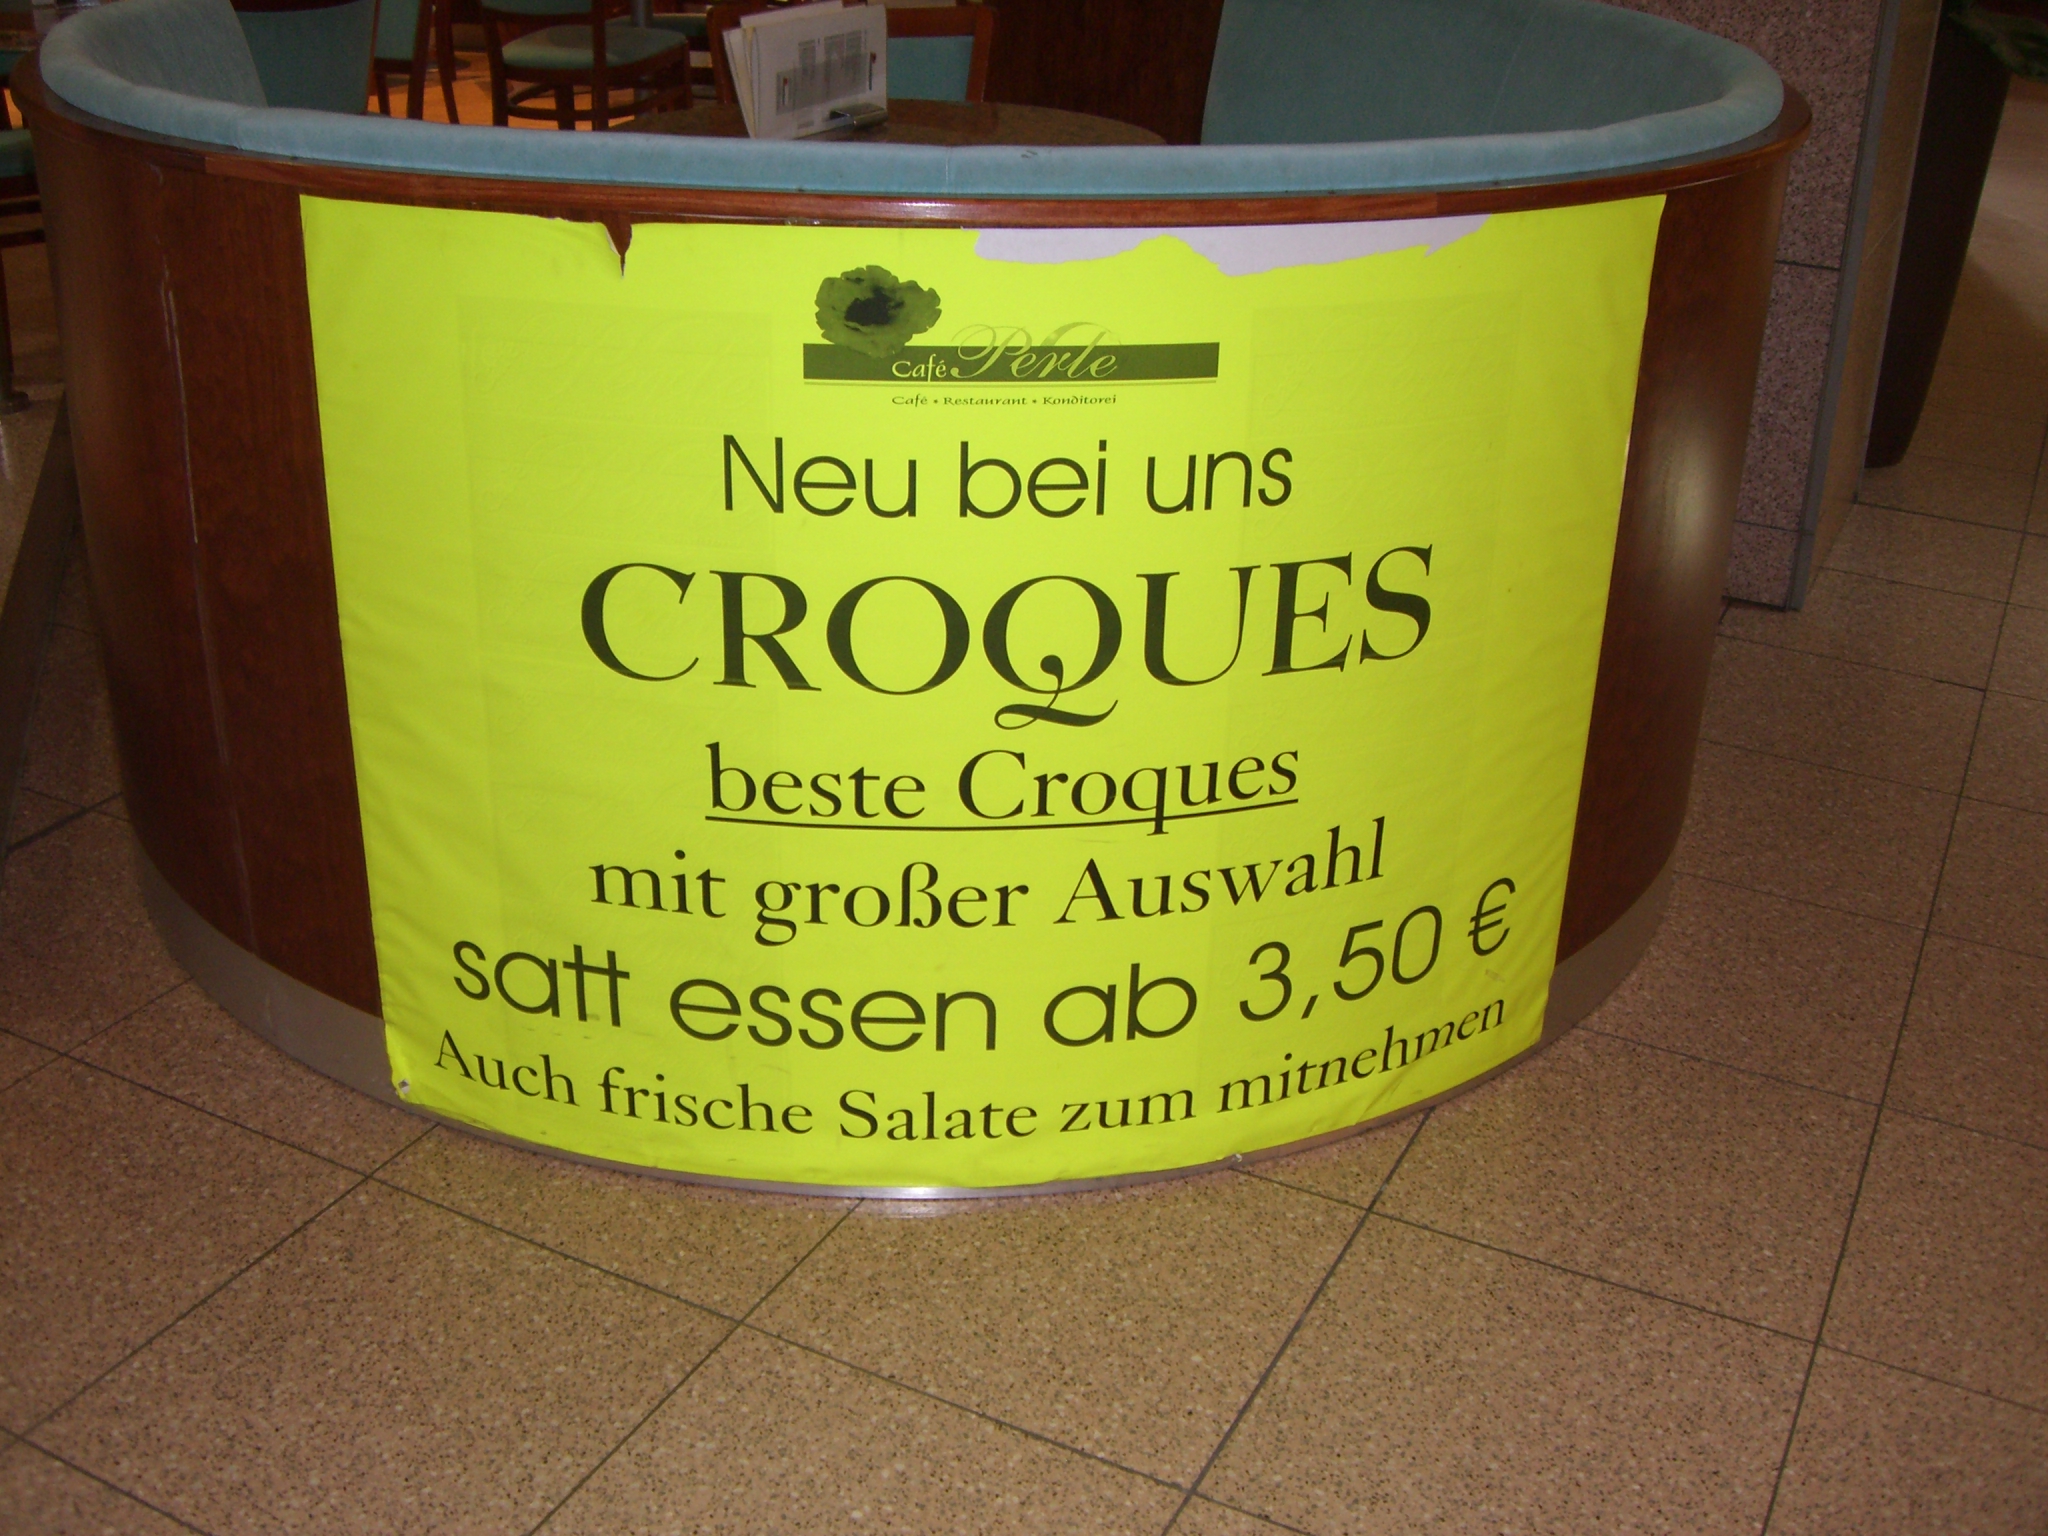 Café Perle
Café • Restaurant • Konditorei
Neu bei uns
CROQUES
beste Croques
mit großer Auswahl
satt essen ab 3,50 €
Auch frische Salate zum mitnehmen